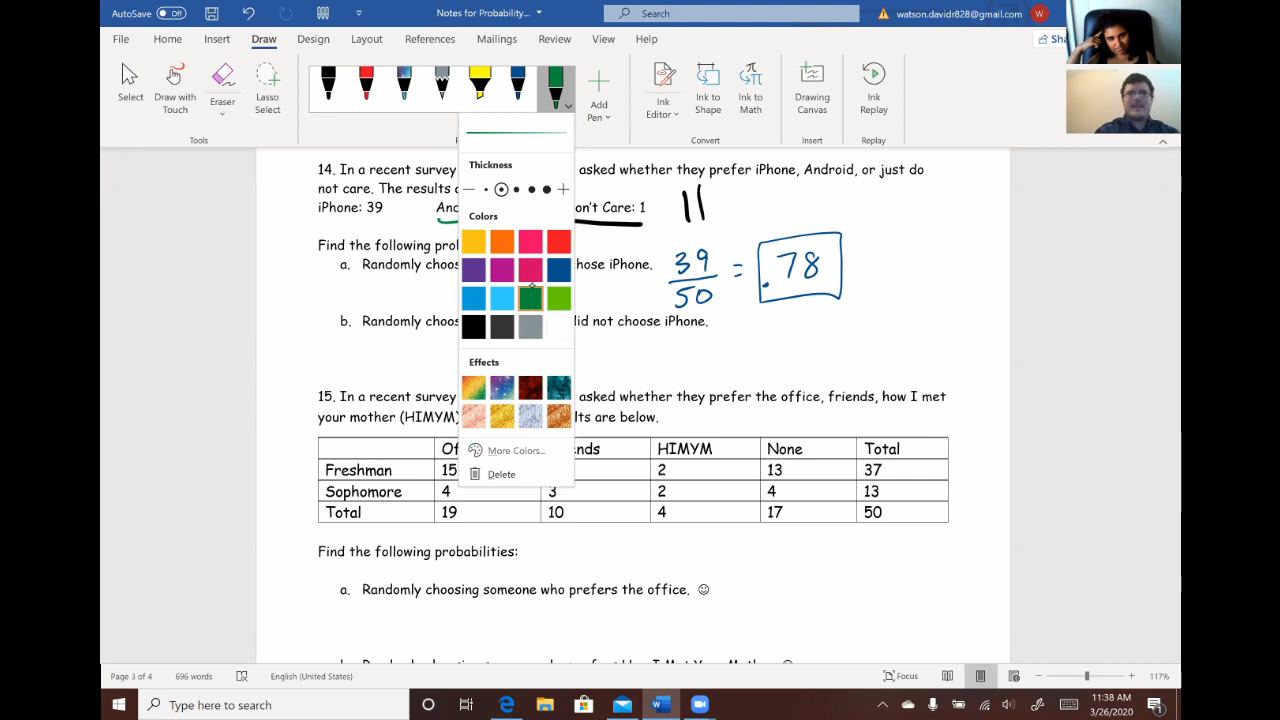 AutoSave Off Notes for Probability... Search watson.davidr828@gmail.com W
File Home Insert Draw Design Layout References Mailings Review View Help
Select Draw with Touch Eraser Lasso Select Add Pen Ink Editor Ink to Shape Ink to Math Drawing Canvas Ink Replay
Tools Convert Insert Replay
14. In a recent survey asked whether they prefer iPhone, Android, or just do
not care. The results
iPhone: 39 Care: 1 11
Find the following
a. Randomly iPhone. 39/50 = .78
b. Randomly did not choose iPhone.
Thickness
Colors
Effects
More Colors...
Delete
15. In a recent survey asked whether they prefer the office, friends, how I met
your mother (HIMYM) are below.
HIMYM None Total
Freshman 15 2 13 37
Sophomore 4 3 2 4 13
Total 19 10 4 17 50
Find the following probabilities:
a. Randomly choosing someone who prefers the office. ☺
Page 3 of 4 696 words English (United States) Focus 117%
Type here to search 11:38 AM
3/26/2020